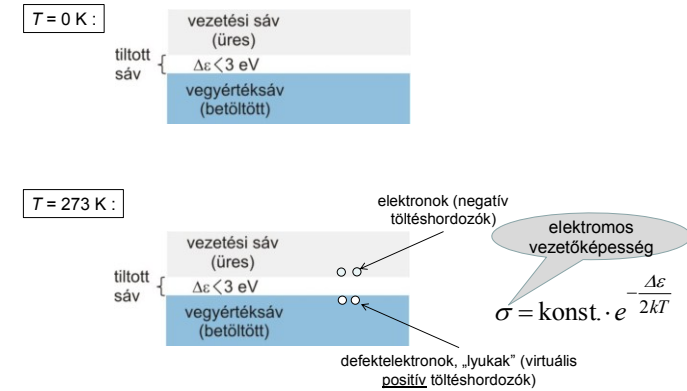 T = 0 K :
vezetési sáv
(üres)
tiltott
sáv
Δε<3 eV
vegyértéksáv
(betöltött)
T = 273 K :
elektronok (negatív
töltéshordozók)
elektromos
vezetőképesség
vezetési sáv
(üres)
tiltott
sáv
Δε<3 eV
vegyértéksáv
(betöltött)
σ = konst. · e^{-Δε/2kT}
defektelektronok, „lyukak” (virtuális
pozitív töltéshordozók)